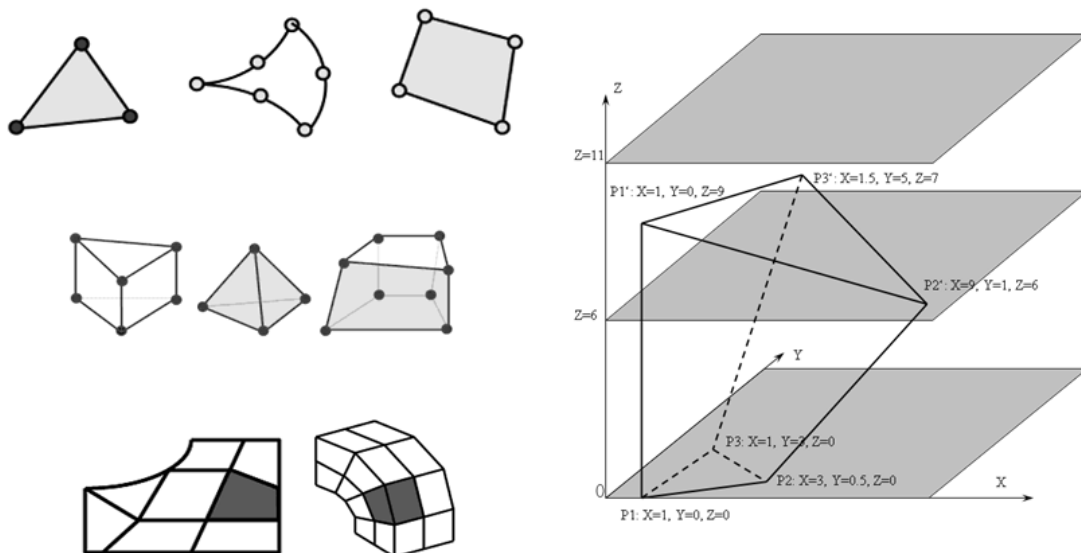 Z
Z=11
P3': X=1.5, Y=5, Z=7
P1': X=1, Y=0, Z=9
P2': X=9, Y=1, Z=6
Z=6
Y
P3: X=1, Y=3, Z=0
P2: X=3, Y=0.5, Z=0
X
0
P1: X=1, Y=0, Z=0